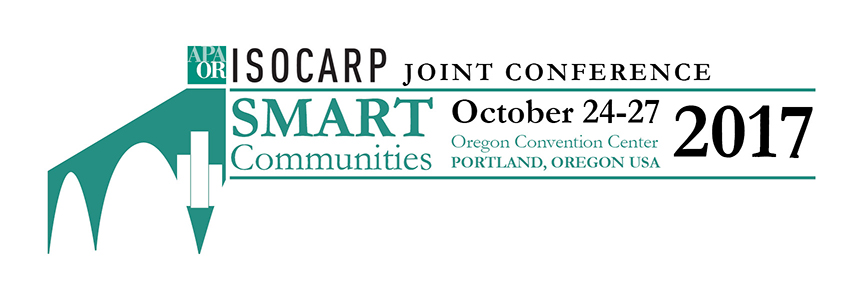 APA
OR
ISOCARP JOINT CONFERENCE
SMART
Communities
October 24-27
Oregon Convention Center
PORTLAND, OREGON USA
2017